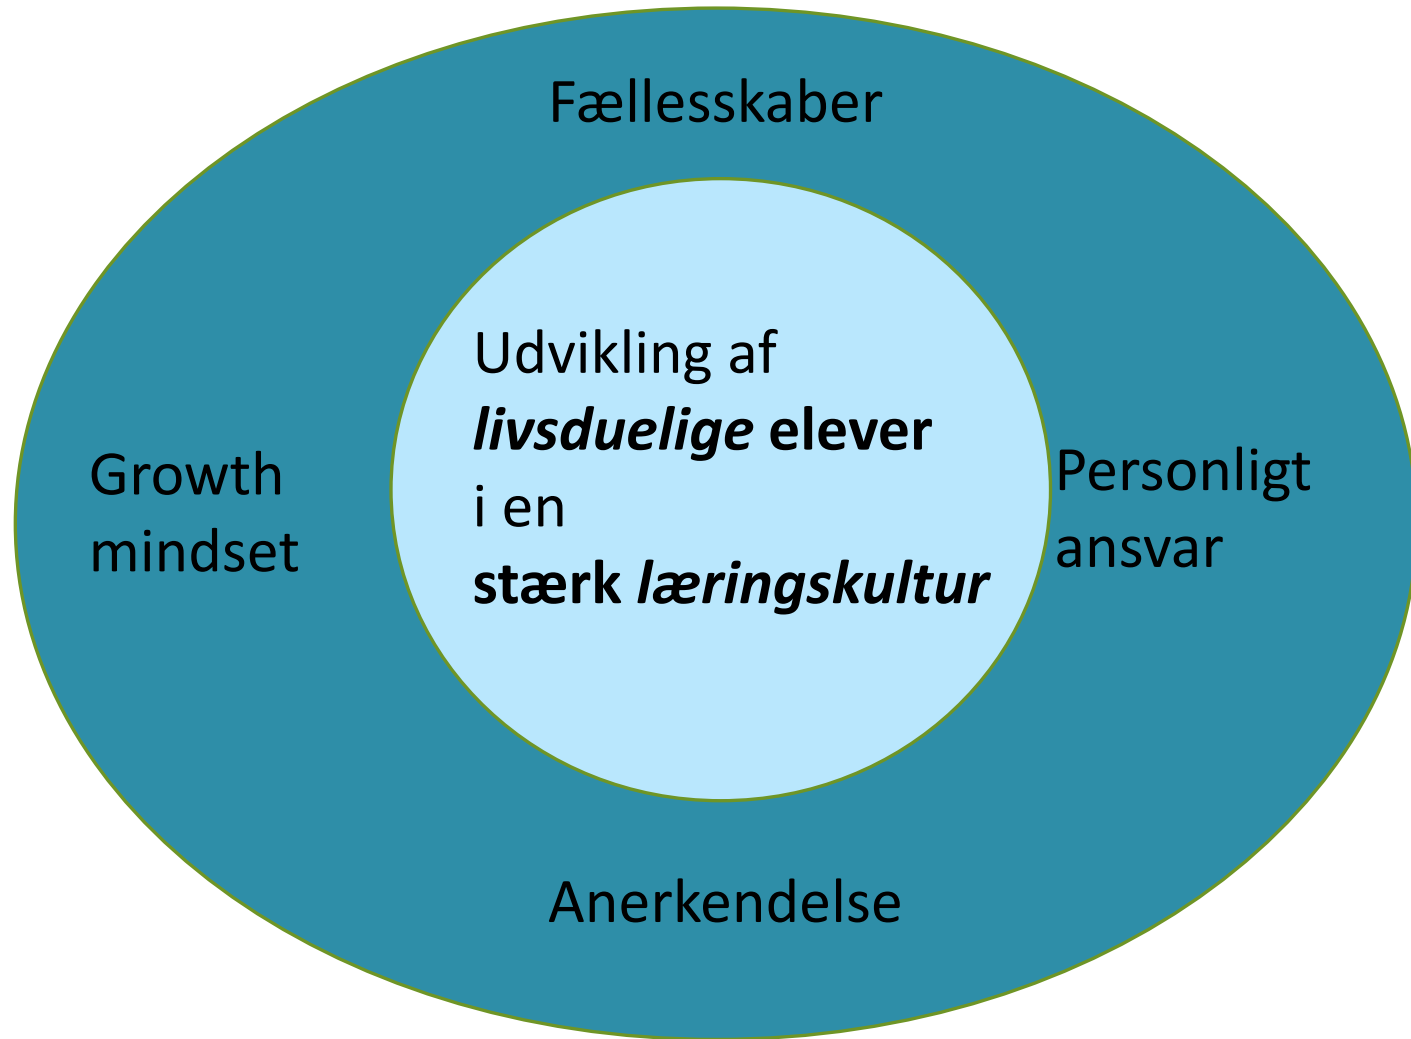 Fællesskaber
Udvikling af
livsduelige elever
i en
stærk læringskultur
Growth
mindset
Personligt
ansvar
Anerkendelse